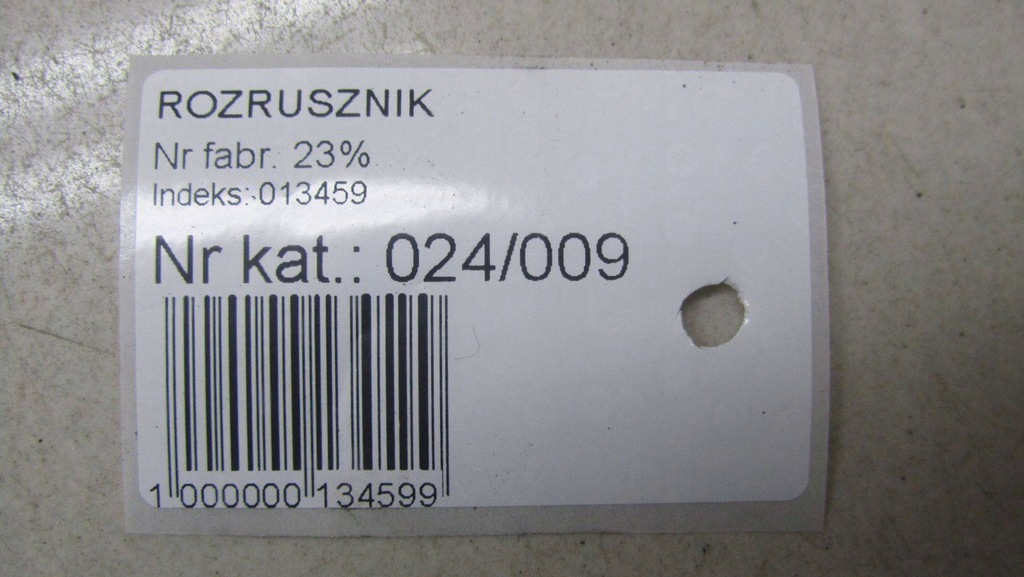 ROZRUSZNIK
Nr fabr. 23%
Indeks: 013459
Nr kat.: 024/009
1 000000 134599